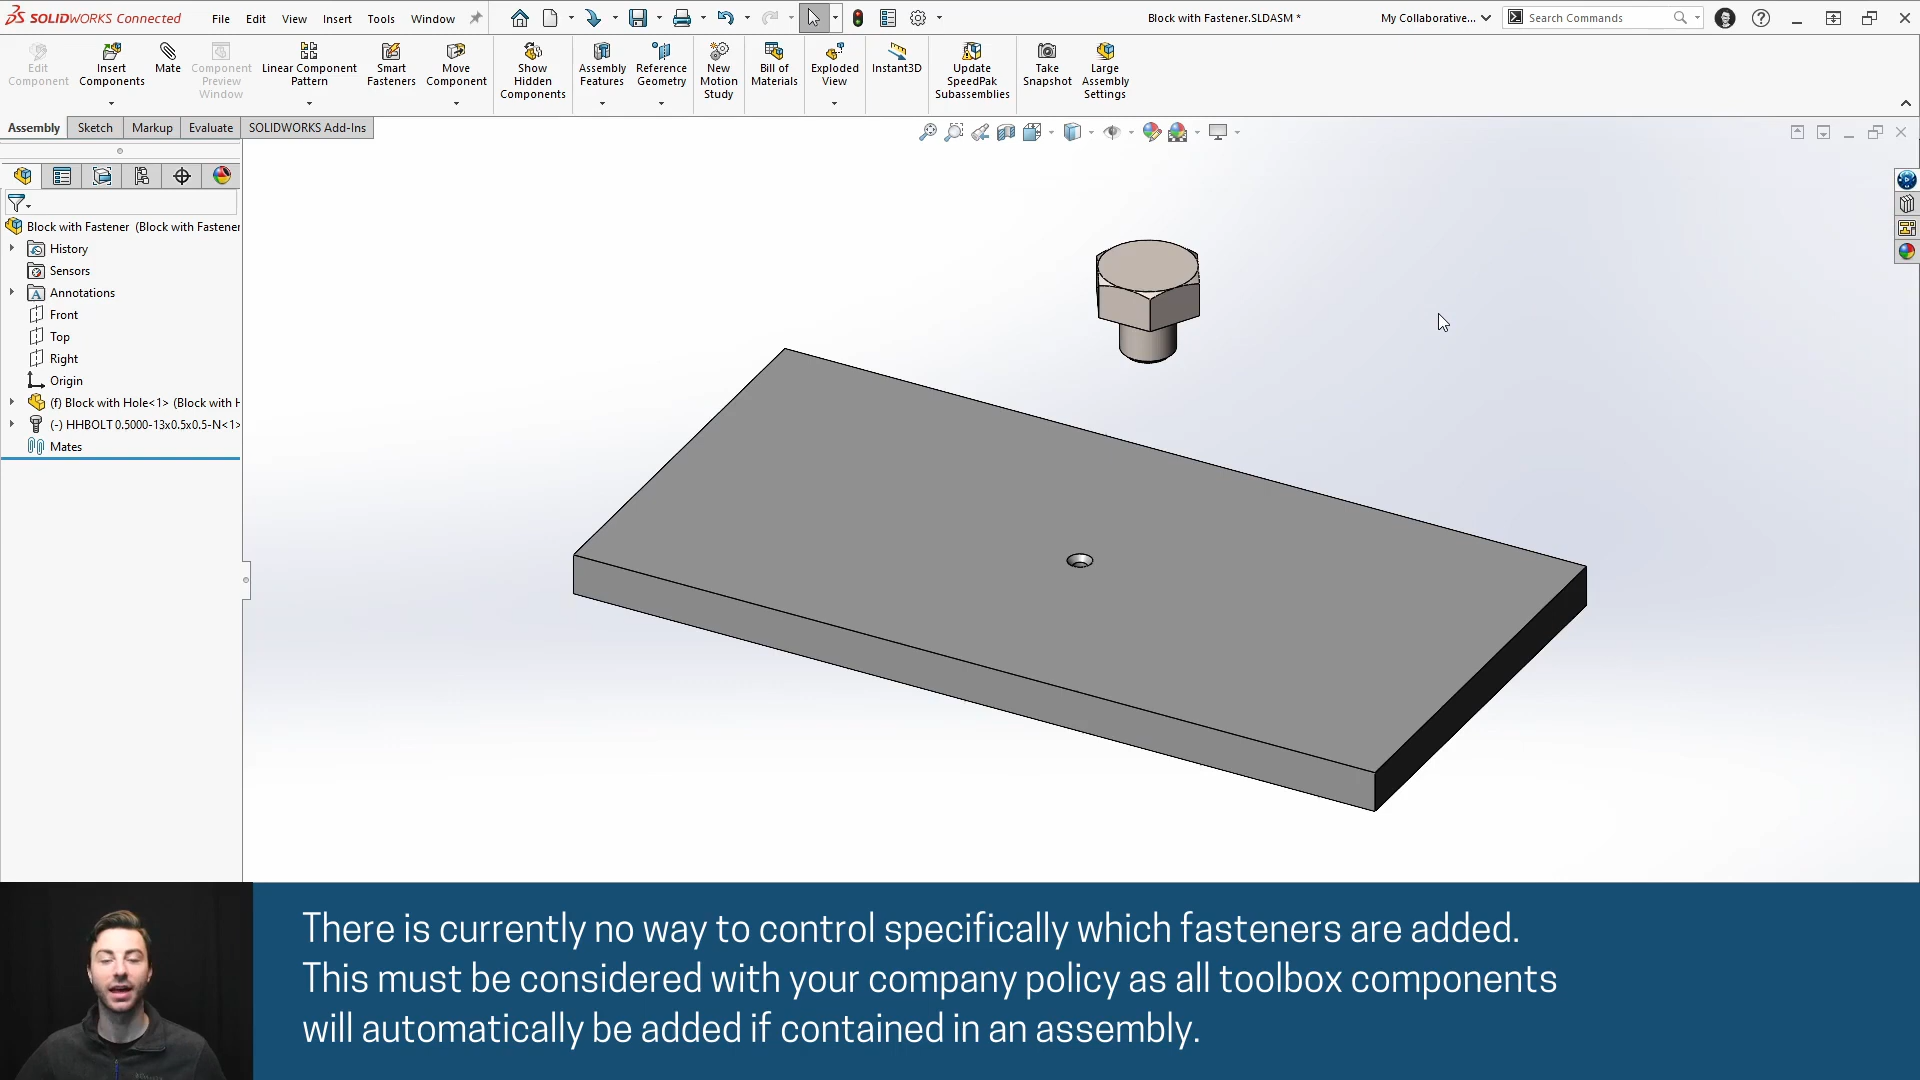 SOLIDWORKS Connected
File Edit View Insert Tools Window
Block with Fastener.SLDASM *
My Collaborative...
Search Commands
Edit Component
Insert Components
Mate
Component Preview Window
Linear Component Pattern
Smart Fasteners
Move Component
Show Hidden Components
Assembly Features
Reference Geometry
New Motion Study
Bill of Materials
Exploded View
Instant3D
Update SpeedPak Subassemblies
Take Snapshot
Large Assembly Settings
Assembly Sketch Markup Evaluate SOLIDWORKS Add-Ins
Block with Fastener (Block with Fastener
History
Sensors
Annotations
Front
Top
Right
Origin
(f) Block with Hole<1> (Block with H
(-) HHBOLT 0.5000-13x0.5x0.5-N<1>
Mates
There is currently no way to control specifically which fasteners are added.
This must be considered with your company policy as all toolbox components
will automatically be added if contained in an assembly.